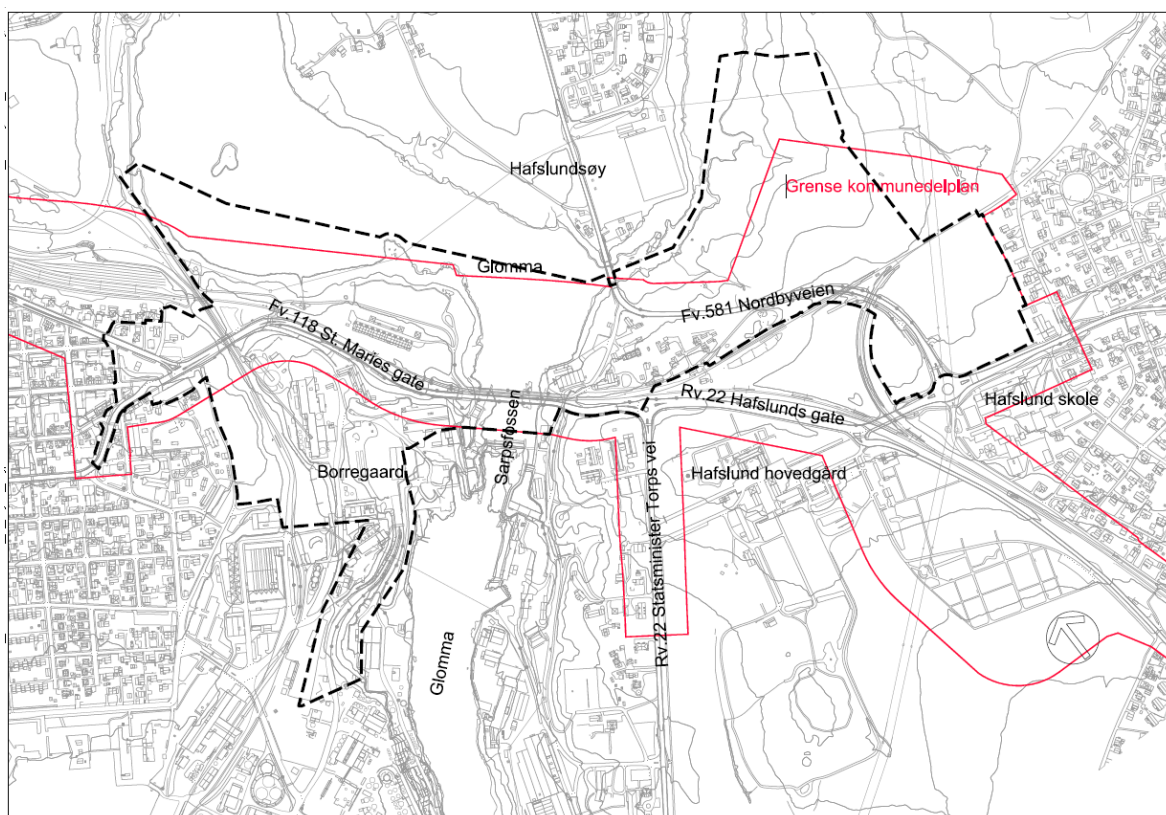 Hafslundsøy
Grense kommunedelplan
Glomma
Fv.581 Nordbyveien
Fv.118 St. Maries gate
Sarpsfossen
Rv.22 Hafslunds gate
Hafslund skole
Borregaard
Rv.22 Statsminister Torps vei
Hafslund hovedgård
Glomma